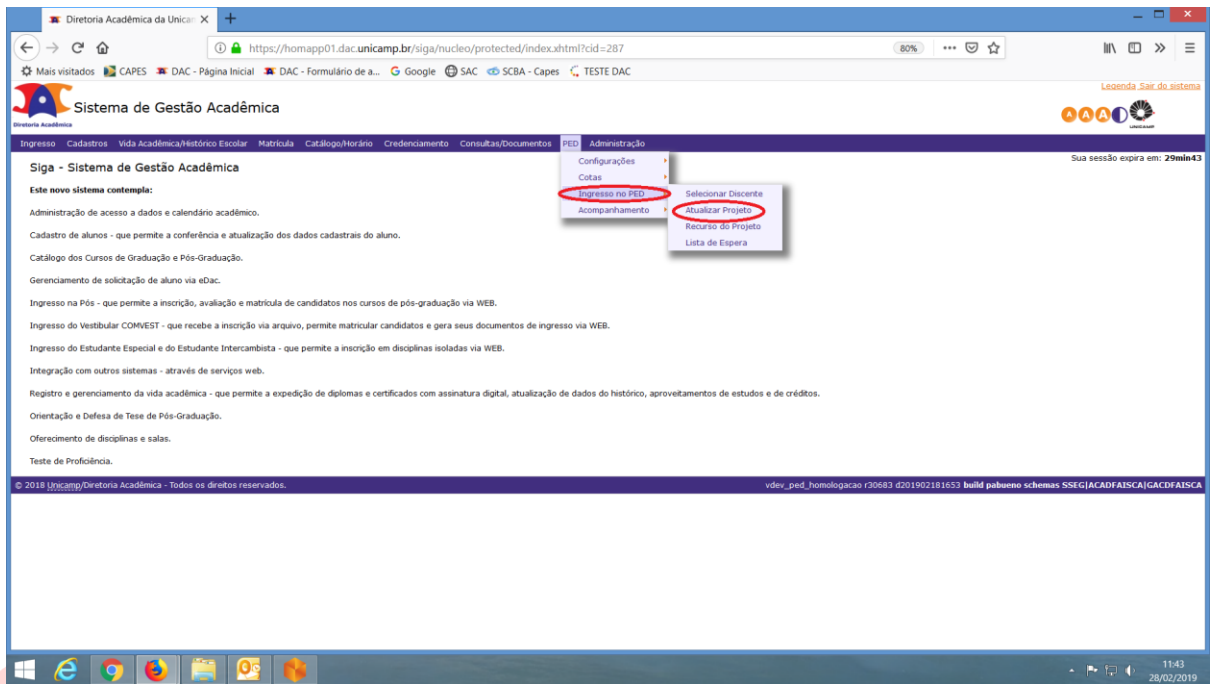 Diretoria Acadêmica da Unicam
https://homapp01.dac.unicamp.br/siga/nucleo/protected/index.xhtml?cid=287
80%
Mais visitados CAPES DAC - Página Inicial DAC - Formulário de a... Google SAC SCBA - Capes TESTE DAC
Legenda Sair do sistema
Sistema de Gestão Acadêmica
Diretoria Acadêmica
A A A
UNICAMP
Ingresso Cadastros Vida Acadêmica/Histórico Escolar Matrícula Catálogo/Horário Credenciamento Consultas/Documentos PED Administração
Sua sessão expira em: 29min43
Configurações
Cotas
Ingresso no PED
Acompanhamento
Selecionar Discente
Atualizar Projeto
Recurso do Projeto
Lista de Espera
Siga - Sistema de Gestão Acadêmica
Este novo sistema contempla:
Administração de acesso a dados e calendário acadêmico.
Cadastro de alunos - que permite a conferência e atualização dos dados cadastrais do aluno.
Catálogo dos Cursos de Graduação e Pós-Graduação.
Gerenciamento de solicitação de aluno via eDac.
Ingresso na Pós - que permite a inscrição, avaliação e matrícula de candidatos nos cursos de pós-graduação via WEB.
Ingresso do Vestibular COMVEST - que recebe a inscrição via arquivo, permite matricular candidatos e gera seus documentos de ingresso via WEB.
Ingresso do Estudante Especial e do Estudante Intercambista - que permite a inscrição em disciplinas isoladas via WEB.
Integração com outros sistemas - através de serviços web.
Registro e gerenciamento da vida acadêmica - que permite a expedição de diplomas e certificados com assinatura digital, atualização de dados do histórico, aproveitamentos de estudos e de créditos.
Orientação e Defesa de Tese de Pós-Graduação.
Oferecimento de disciplinas e salas.
Teste de Proficiência.
© 2018 Unicamp/Diretoria Acadêmica - Todos os direitos reservados.
vdev_ped_homologacao r30683 d201902181653 build pabueno schemas SSEG|ACADFAISCA|GACDFAISCA
11:43
28/02/2019